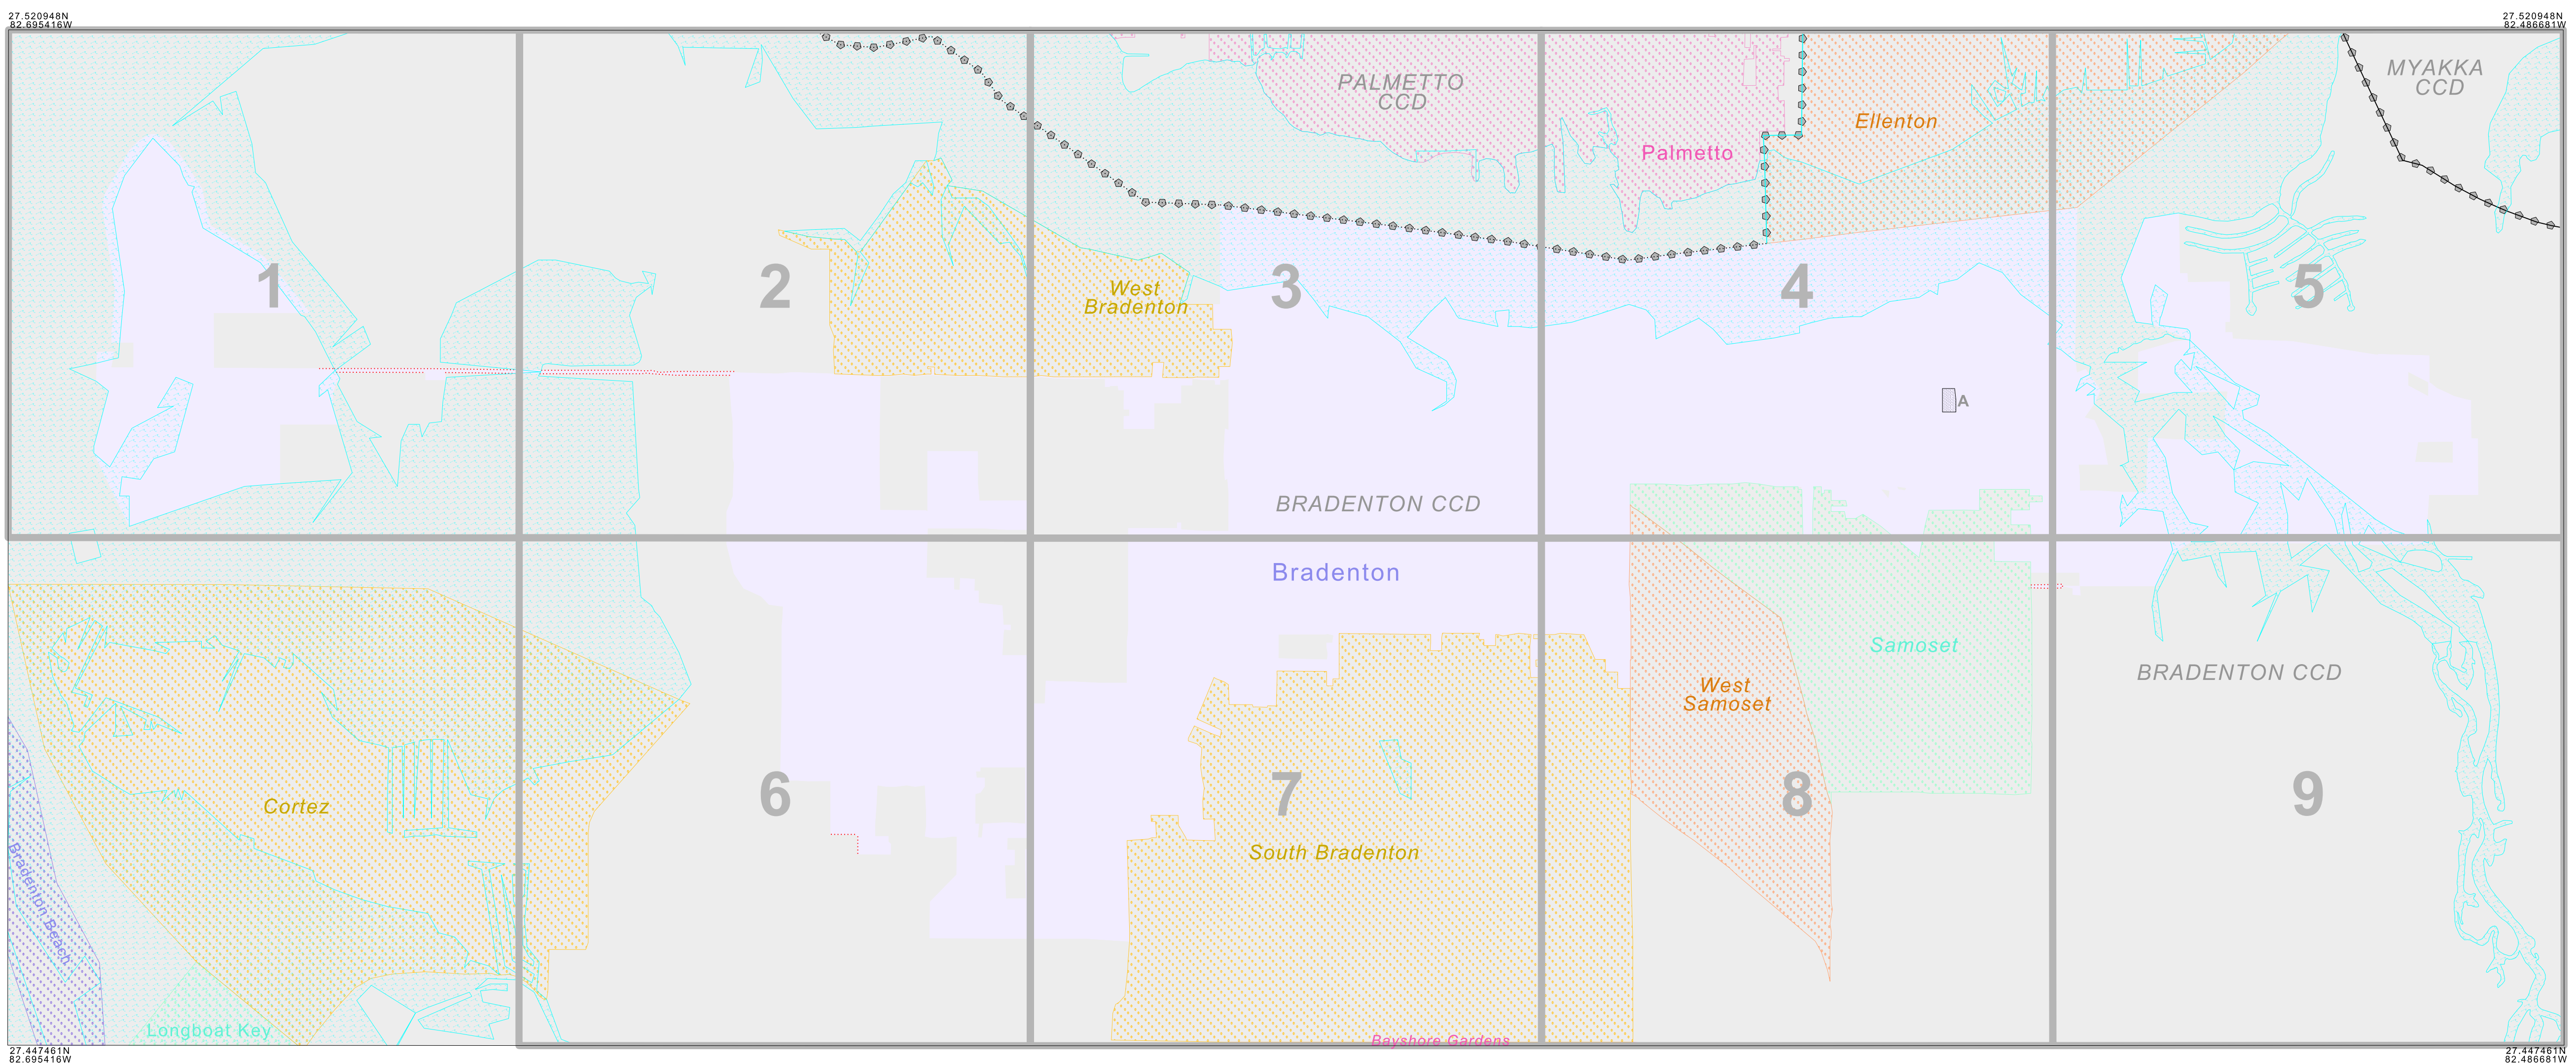 27.520948N
82.695416W
27.520948N
82.486681W
PALMETTO
CCD
MYAKKA
CCD
Ellenton
Palmetto
1
2
West
Bradenton
3
4
5
A
BRADENTON CCD
Bradenton
Samoset
BRADENTON CCD
West
Samoset
Cortez
6
7
8
9
South Bradenton
Bradenton Beach
Longboat Key
Bayshore Gardens
27.447461N
82.695416W
27.447461N
82.486681W